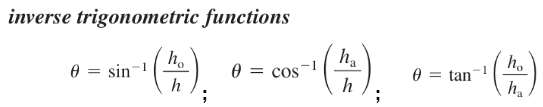 inverse trigonometric functions
θ = sin⁻¹(hₒ/h); θ = cos⁻¹(hₐ/h); θ = tan⁻¹(hₒ/hₐ)